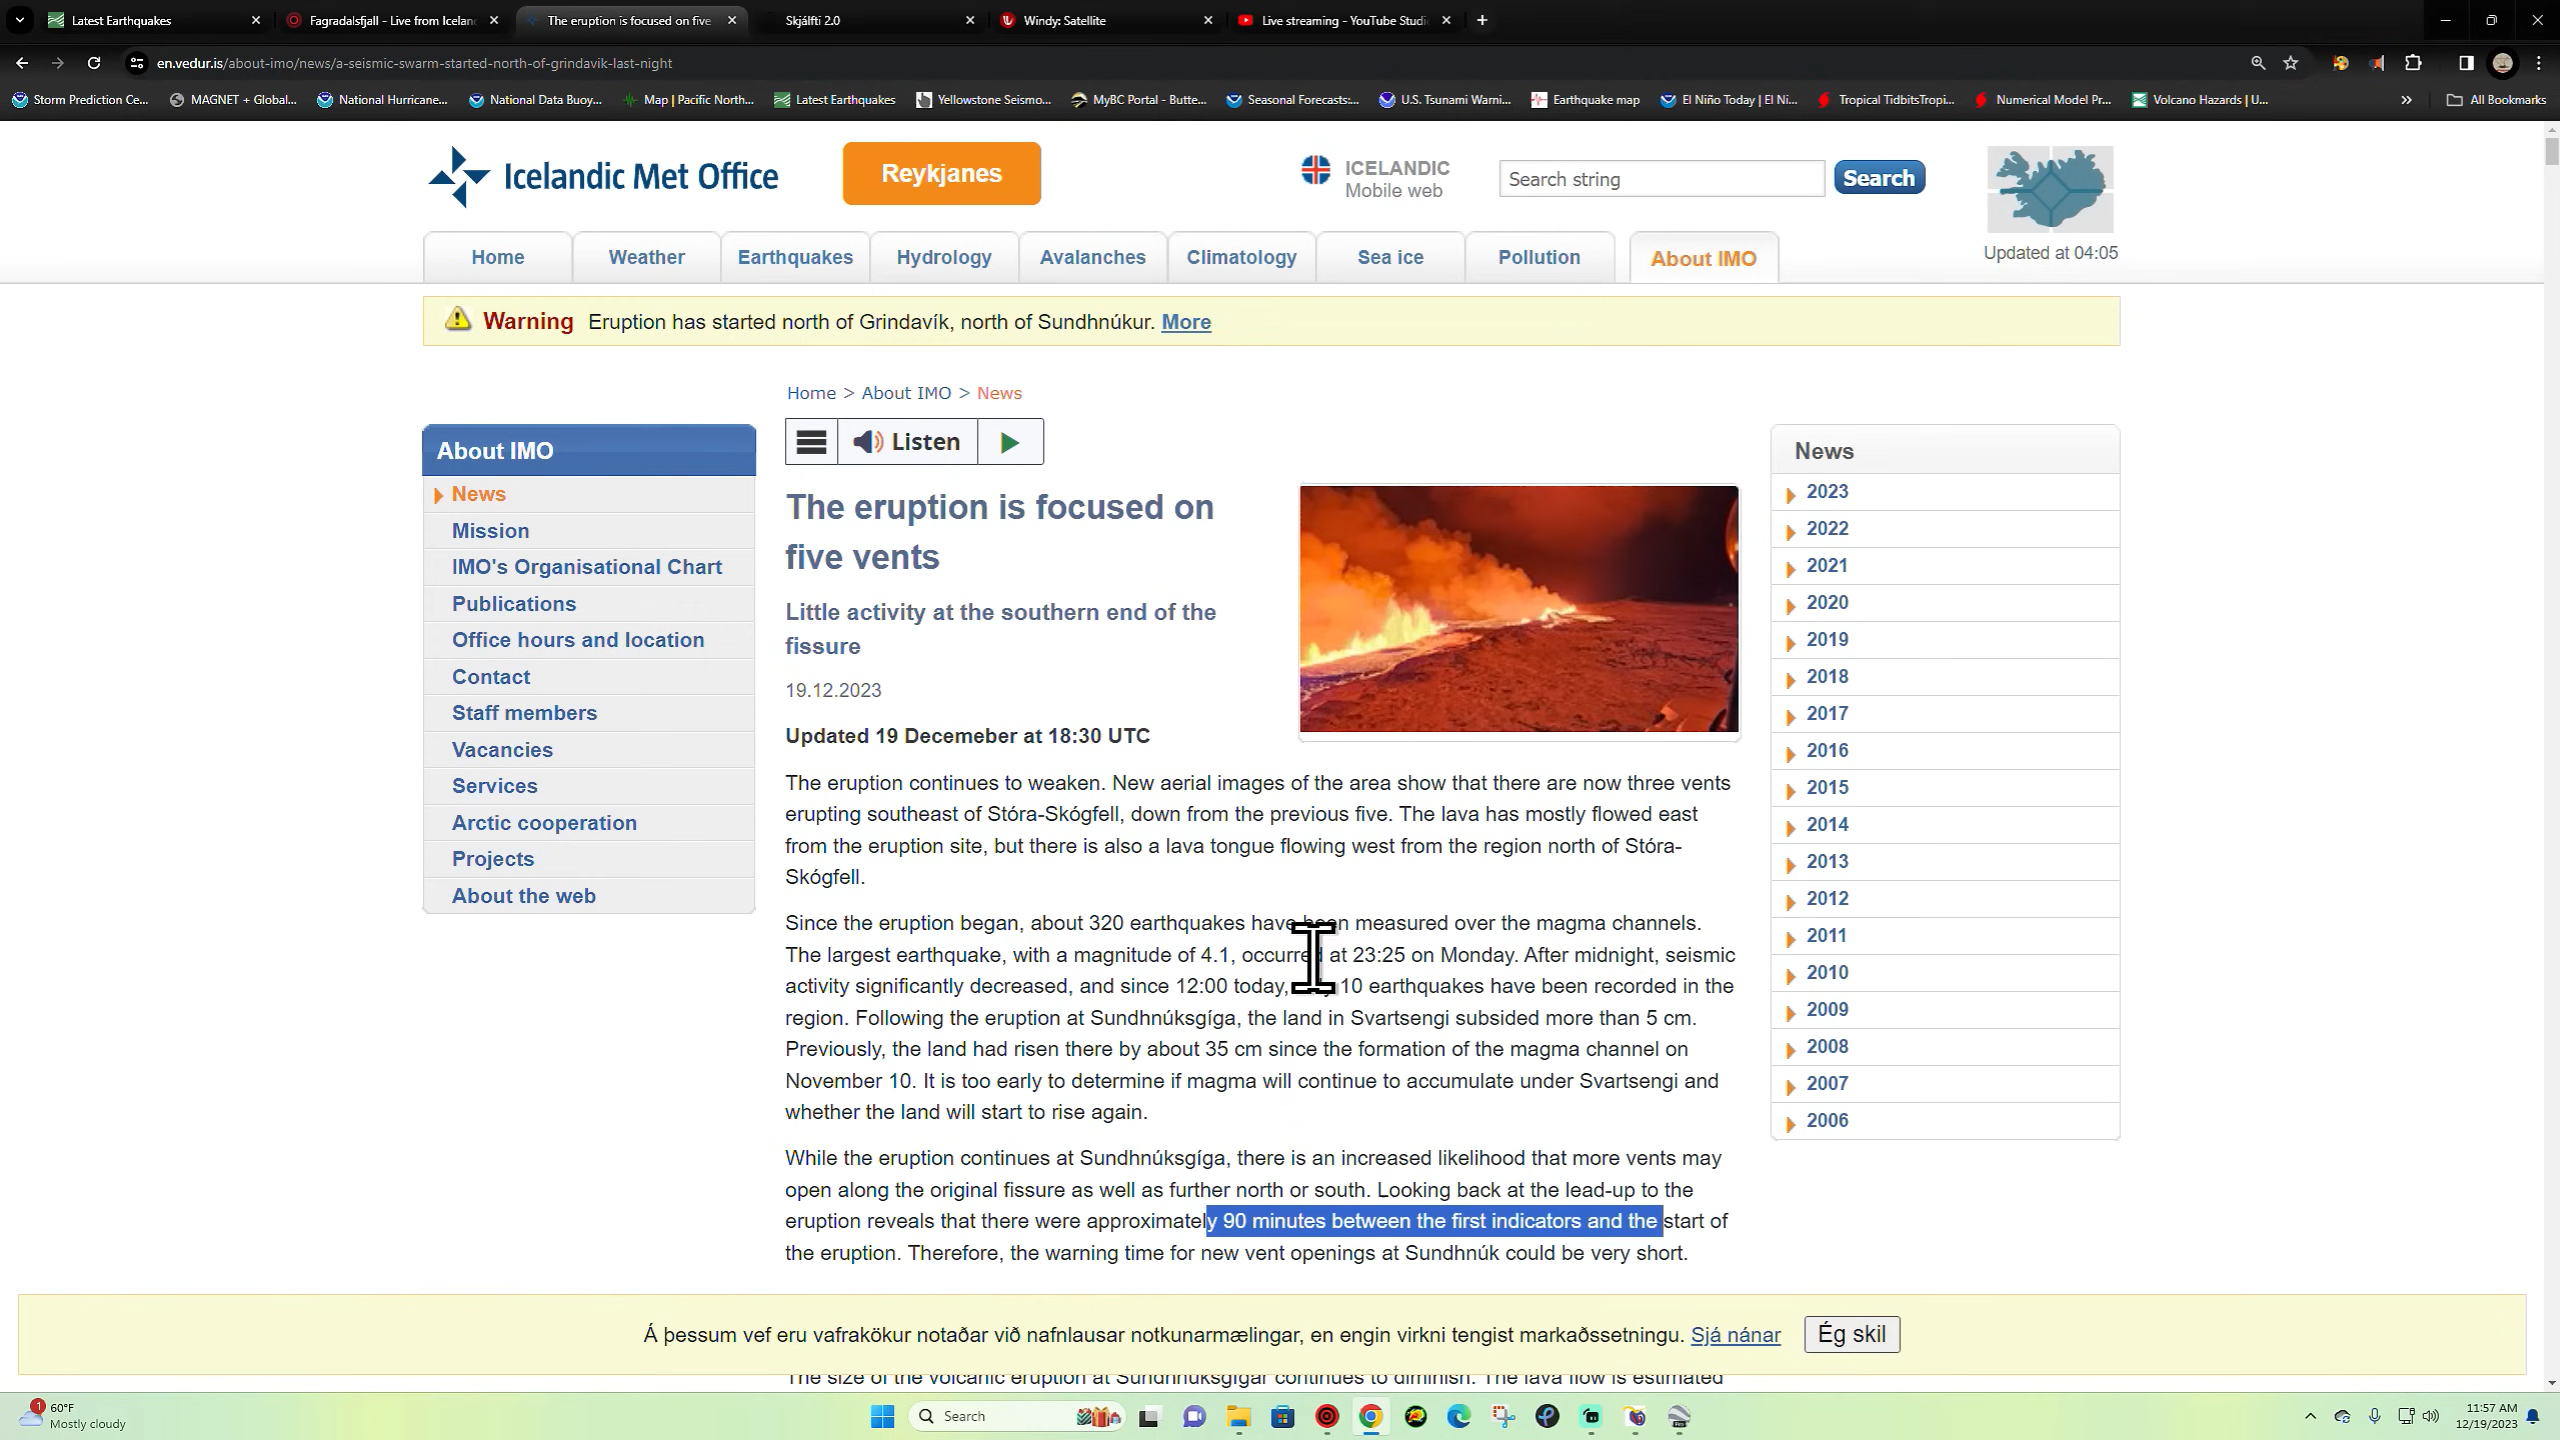 Latest Earthquakes
Fagradalsfjall - Live from Icelan
The eruption is focused on five
Skjálfti 2.0
Windy: Satellite
Live streaming - YouTube Studi
en.vedur.is/about-imo/news/a-seismic-swarm-started-north-of-grindavik-last-night
Storm Prediction Ce...
MAGNET + Global...
National Hurricane...
National Data Buoy...
Map | Pacific North...
Latest Earthquakes
Yellowstone Seismo...
MyBC Portal - Butte...
Seasonal Forecasts:...
U.S. Tsunami Warni...
Earthquake map
El Niño Today | El Ni...
Tropical TidbitsTropi...
Numerical Model Pr...
Volcano Hazards | U...
All Bookmarks
Icelandic Met Office
Reykjanes
ICELANDIC
Mobile web
Search string
Search
Updated at 04:05
Home
Weather
Earthquakes
Hydrology
Avalanches
Climatology
Sea ice
Pollution
About IMO
Warning Eruption has started north of Grindavík, north of Sundhnúkur. More
Home > About IMO > News
Listen
About IMO
News
Mission
IMO's Organisational Chart
Publications
Office hours and location
Contact
Staff members
Vacancies
Services
Arctic cooperation
Projects
About the web
The eruption is focused on
five vents
Little activity at the southern end of the
fissure
19.12.2023
Updated 19 Decemeber at 18:30 UTC
The eruption continues to weaken. New aerial images of the area show that there are now three vents
erupting southeast of Stóra-Skógfell, down from the previous five. The lava has mostly flowed east
from the eruption site, but there is also a lava tongue flowing west from the region north of Stóra-
Skógfell.
Since the eruption began, about 320 earthquakes have been measured over the magma channels.
The largest earthquake, with a magnitude of 4.1, occurred at 23:25 on Monday. After midnight, seismic
activity significantly decreased, and since 12:00 today, 10 earthquakes have been recorded in the
region. Following the eruption at Sundhnúksgíga, the land in Svartsengi subsided more than 5 cm.
Previously, the land had risen there by about 35 cm since the formation of the magma channel on
November 10. It is too early to determine if magma will continue to accumulate under Svartsengi and
whether the land will start to rise again.
While the eruption continues at Sundhnúksgíga, there is an increased likelihood that more vents may
open along the original fissure as well as further north or south. Looking back at the lead-up to the
eruption reveals that there were approximately 90 minutes between the first indicators and the start of
the eruption. Therefore, the warning time for new vent openings at Sundhnúk could be very short.
The size of the volcanic eruption at Sundhnúksgígar continues to diminish. The lava flow is estimated
News
2023
2022
2021
2020
2019
2018
2017
2016
2015
2014
2013
2012
2011
2010
2009
2008
2007
2006
Á þessum vef eru vafrakökur notaðar við nafnlausar notkunarmælingar, en engin virkni tengist markaðssetningu. Sjá nánar
Ég skil
1
60°F
Mostly cloudy
Search
11:57 AM
12/19/2023